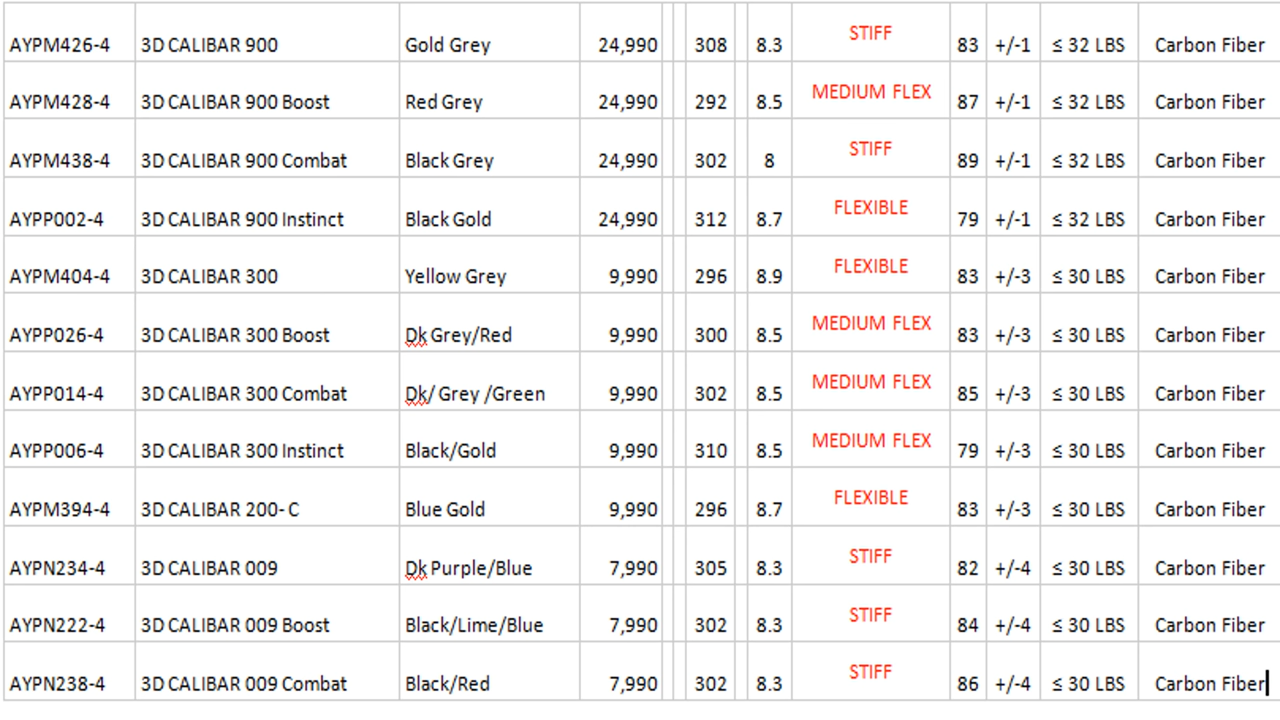 AYPM426-4 3D CALIBAR 900 Gold Grey 24,990 308 8.3 STIFF 83 +/-1 ≤ 32 LBS Carbon Fiber
AYPM428-4 3D CALIBAR 900 Boost Red Grey 24,990 292 8.5 MEDIUM FLEX 87 +/-1 ≤ 32 LBS Carbon Fiber
AYPM438-4 3D CALIBAR 900 Combat Black Grey 24,990 302 8 STIFF 89 +/-1 ≤ 32 LBS Carbon Fiber
AYPP002-4 3D CALIBAR 900 Instinct Black Gold 24,990 312 8.7 FLEXIBLE 79 +/-1 ≤ 32 LBS Carbon Fiber
AYPM404-4 3D CALIBAR 300 Yellow Grey 9,990 296 8.9 FLEXIBLE 83 +/-3 ≤ 30 LBS Carbon Fiber
AYPP026-4 3D CALIBAR 300 Boost Dk Grey/Red 9,990 300 8.5 MEDIUM FLEX 83 +/-3 ≤ 30 LBS Carbon Fiber
AYPP014-4 3D CALIBAR 300 Combat Dk/ Grey /Green 9,990 302 8.5 MEDIUM FLEX 85 +/-3 ≤ 30 LBS Carbon Fiber
AYPP006-4 3D CALIBAR 300 Instinct Black/Gold 9,990 310 8.5 MEDIUM FLEX 79 +/-3 ≤ 30 LBS Carbon Fiber
AYPM394-4 3D CALIBAR 200- C Blue Gold 9,990 296 8.7 FLEXIBLE 83 +/-3 ≤ 30 LBS Carbon Fiber
AYPN234-4 3D CALIBAR 009 Dk Purple/Blue 7,990 305 8.3 STIFF 82 +/-4 ≤ 30 LBS Carbon Fiber
AYPN222-4 3D CALIBAR 009 Boost Black/Lime/Blue 7,990 302 8.3 STIFF 84 +/-4 ≤ 30 LBS Carbon Fiber
AYPN238-4 3D CALIBAR 009 Combat Black/Red 7,990 302 8.3 STIFF 86 +/-4 ≤ 30 LBS Carbon Fiber